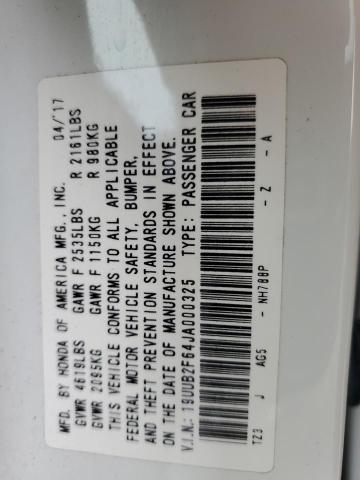 MFD. BY HONDA OF AMERICA MFG., INC. 04/'17
GVWR 4619LBS GAWR F 2535LBS R 2161LBS
GVWR 2095KG GAWR F 1150KG R 980KG
THIS VEHICLE CONFORMS TO ALL APPLICABLE
FEDERAL MOTOR VEHICLE SAFETY, BUMPER,
AND THEFT PREVENTION STANDARDS IN EFFECT
ON THE DATE OF MANUFACTURE SHOWN ABOVE.
V.I.N.: 19UUB2F64JA000325 TYPE: PASSENGER CAR
TZ3 J AG5 - NH788P - Z - A